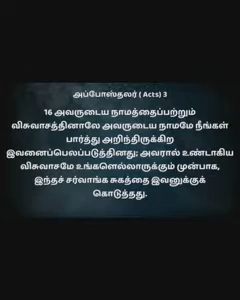 அப்போஸ்தலர் ( Acts) 3
16 அவருடைய நாமத்தைப்பற்றும்
விசுவாசத்தினாலே அவருடைய நாமமே நீங்கள்
பார்த்து அறிந்திருக்கிற
இவனைப்பெலப்படுத்தினது; அவரால் உண்டாகிய
விசுவாசமே உங்களெல்லாருக்கும் முன்பாக,
இந்தச் சர்வாங்க சுகத்தை இவனுக்குக்
கொடுத்தது.